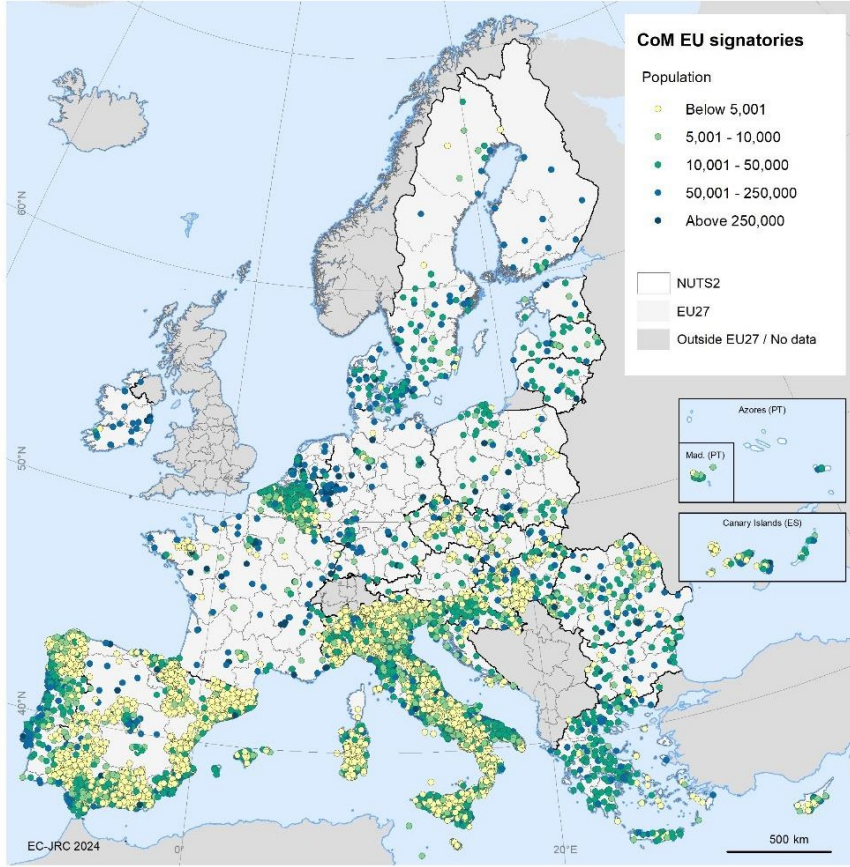 CoM EU signatories
Population
Below 5,001
5,001 - 10,000
10,001 - 50,000
50,001 - 250,000
Above 250,000
NUTS2
EU27
Outside EU27 / No data
60°N
50°N
40°N
Azores (PT)
Mad. (PT)
Canary Islands (ES)
EC-JRC 2024
0°
20°E
500 km